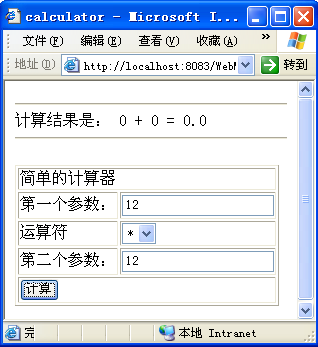 calculator - Microsoft I...
文件(F) 编辑(E) 查看(V) 收藏(A) »
地址(D) http://localhost:8083/WebM 转到
计算结果是: 0 + 0 = 0.0
简单的计算器
第一个参数: 12
运算符 *
第二个参数: 12
计算
本地 Intranet